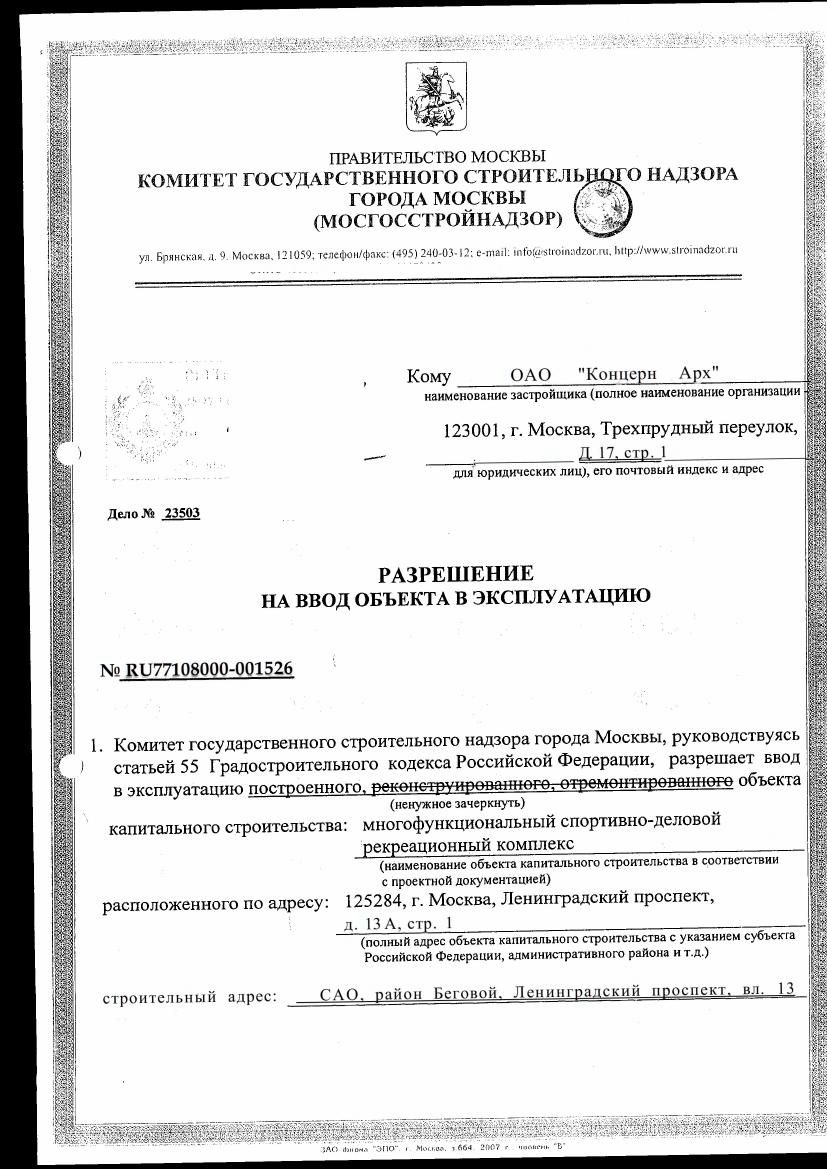 ПРАВИТЕЛЬСТВО МОСКВЫ
КОМИТЕТ ГОСУДАРСТВЕННОГО СТРОИТЕЛЬНОГО НАДЗОРА
ГОРОДА МОСКВЫ
(МОСГОССТРОЙНАДЗОР)
ул. Брянская, д. 9. Москва, 121059; телефон/факс: (495) 240-03-12; e-mail: info@stroinadzor.ru, http://www.stroinadzor.ru
Кому ОАО "Концерн Арх"
наименование застройщика (полное наименование организации
123001, г. Москва, Трехпрудный переулок,
Д. 17, стр. 1
для юридических лиц), его почтовый индекс и адрес
Дело № 23503
РАЗРЕШЕНИЕ
НА ВВОД ОБЪЕКТА В ЭКСПЛУАТАЦИЮ
№ RU77108000-001526
1. Комитет государственного строительного надзора города Москвы, руководствуясь
статьей 55 Градостроительного кодекса Российской Федерации, разрешает ввод
в эксплуатацию построенного, реконструированного, отремонтированного объекта
(ненужное зачеркнуть)
капитального строительства: многофункциональный спортивно-деловой
рекреационный комплекс
(наименование объекта капитального строительства в соответствии
с проектной документацией)
расположенного по адресу: 125284, г. Москва, Ленинградский проспект,
д. 13 А, стр. 1
(полный адрес объекта капитального строительства с указанием субъекта
Российской Федерации, административного района и т.д.)
строительный адрес: САО, район Беговой, Ленинградский проспект, вл. 13
ЗАО фирма "ЭПО", г. Москва, з.664, 2007 г. уровень "Б"